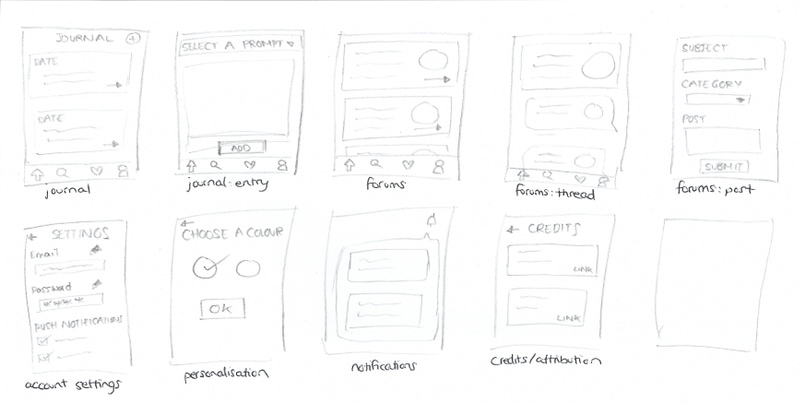 JOURNAL +
DATE
DATE
journal
SELECT A PROMPT
ADD
journal: entry
forums
forums: thread
SUBJECT
CATEGORY
POST
SUBMIT
forums: post
SETTINGS
Email
Password
PUSH NOTIFICATIONS
account settings
CHOOSE A COLOUR
OK
personalisation
notifications
CREDITS
LINK
LINK
credits/attribution